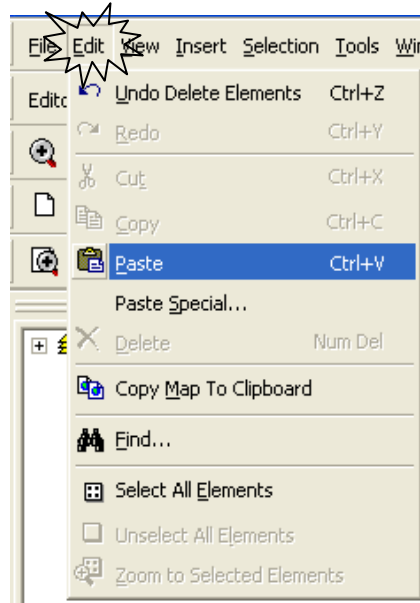 File Edit View Insert Selection Tools Wi
Edito
Undo Delete Elements Ctrl+Z
Redo Ctrl+Y
Cut Ctrl+X
Copy Ctrl+C
Paste Ctrl+V
Paste Special...
Delete Num Del
Copy Map To Clipboard
Find...
Select All Elements
Unselect All Elements
Zoom to Selected Elements